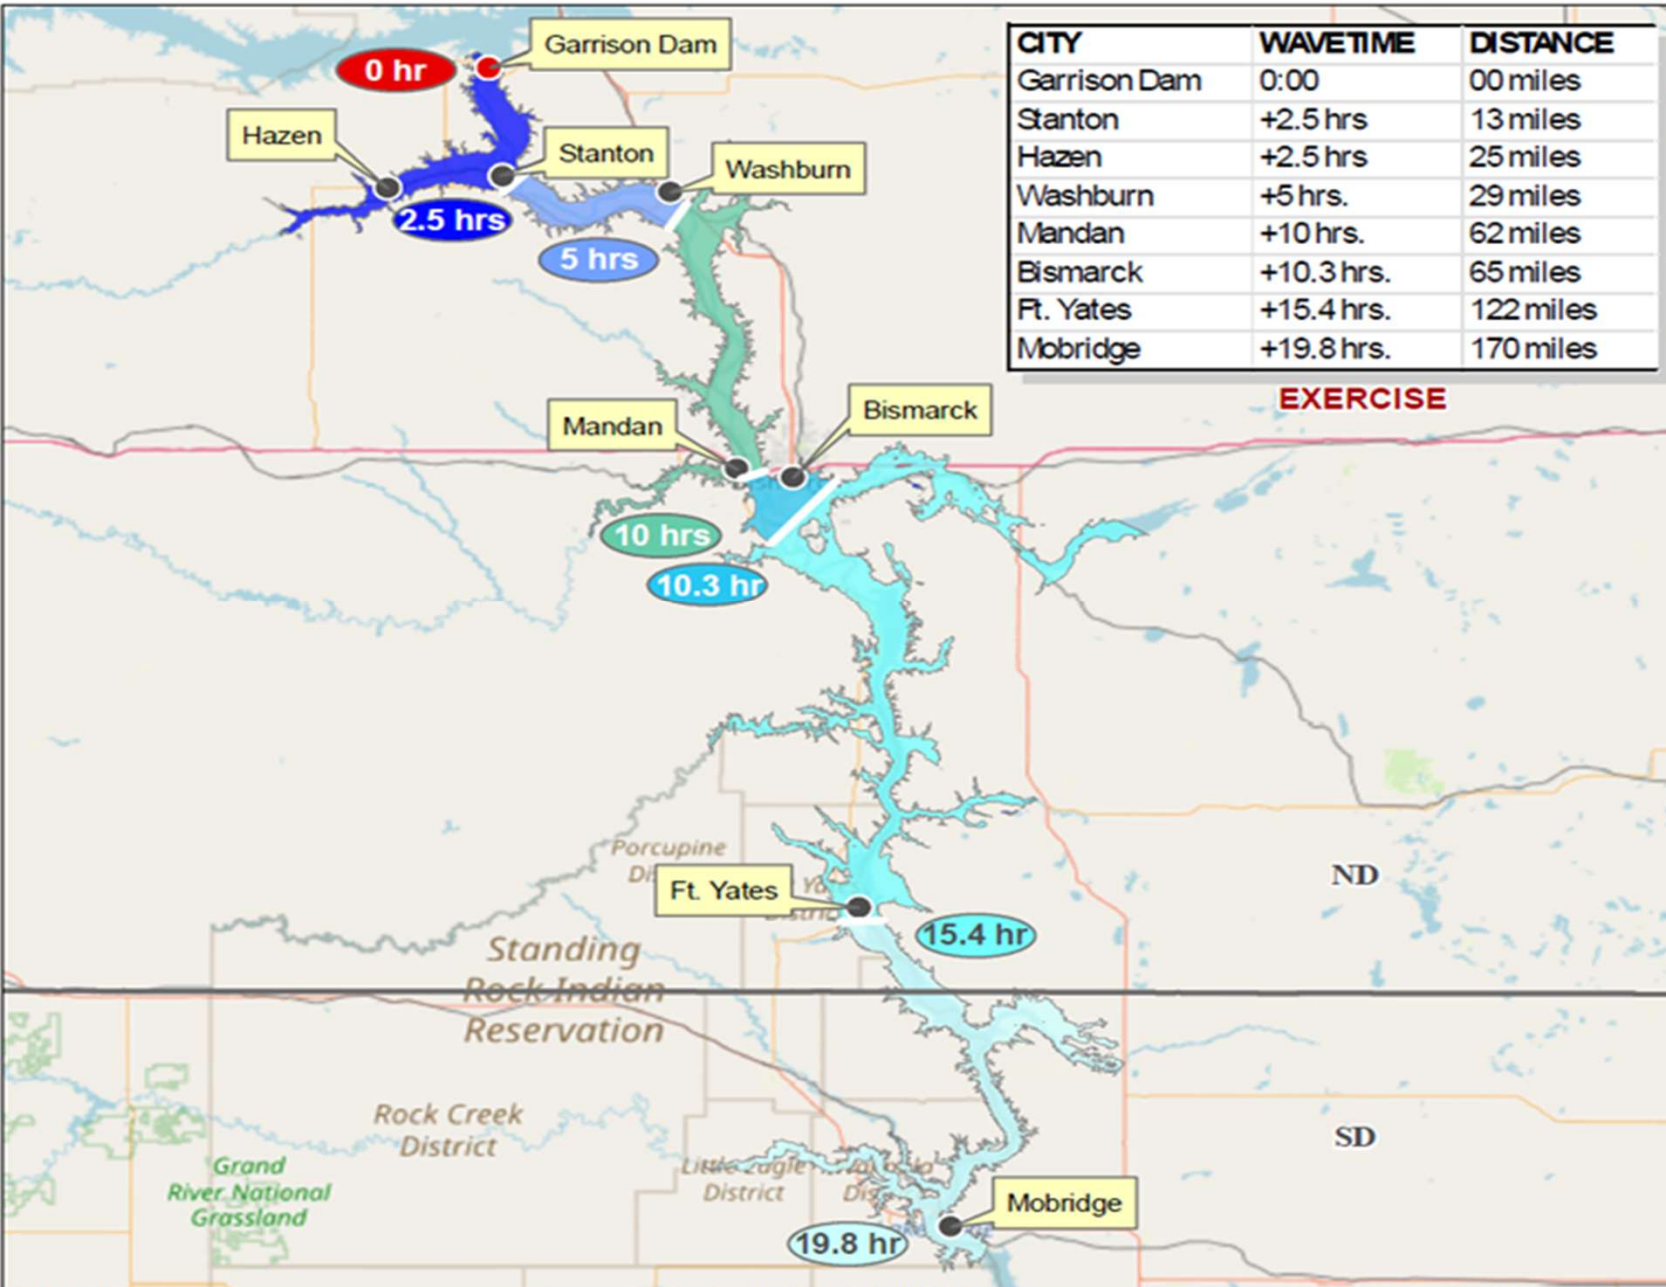 Garrison Dam
0 hr
Hazen
Stanton
Washburn
2.5 hrs
5 hrs
CITY WAVETIME DISTANCE
Garrison Dam 0:00 00 miles
Stanton +2.5 hrs 13 miles
Hazen +2.5 hrs 25 miles
Washburn +5 hrs. 29 miles
Mandan +10 hrs. 62 miles
Bismarck +10.3 hrs. 65 miles
Ft. Yates +15.4 hrs. 122 miles
Mobridge +19.8 hrs. 170 miles
EXERCISE
Mandan
Bismarck
10 hrs
10.3 hr
Porcupine
Ft. Yates
District
15.4 hr
ND
Standing
Rock Indian
Reservation
Rock Creek
District
SD
Grand
River National
Grassland
Little Eagle
District
Mobridge
19.8 hr